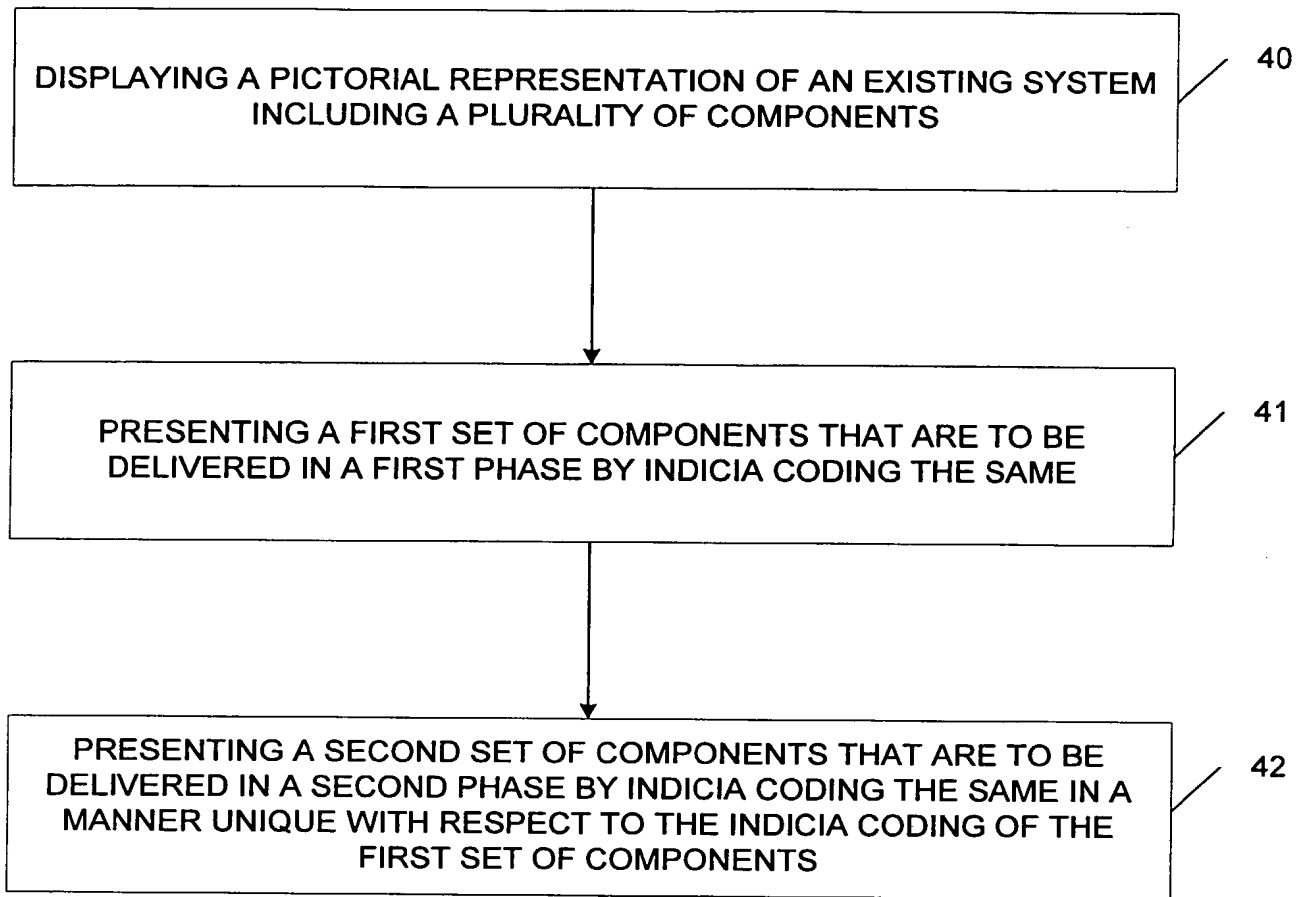 DISPLAYING A PICTORIAL REPRESENTATION OF AN EXISTING SYSTEM
INCLUDING A PLURALITY OF COMPONENTS
40
PRESENTING A FIRST SET OF COMPONENTS THAT ARE TO BE
DELIVERED IN A FIRST PHASE BY INDICIA CODING THE SAME
41
PRESENTING A SECOND SET OF COMPONENTS THAT ARE TO BE
DELIVERED IN A SECOND PHASE BY INDICIA CODING THE SAME IN A
MANNER UNIQUE WITH RESPECT TO THE INDICIA CODING OF THE
FIRST SET OF COMPONENTS
42